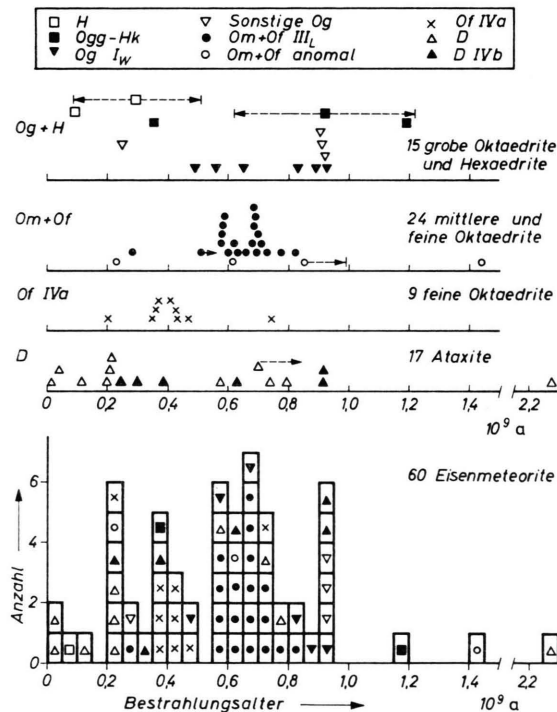 H Sonstige Og Of IVa
Ogg-Hk Om+Of III_L D
Og I_W Om+Of anomal D IVb
Og+H
15 grobe Oktaedrite
und Hexaedrite
Om+Of
24 mittlere und
feine Oktaedrite
Of IVa
9 feine Oktaedrite
D
17 Ataxite
0 0,2 0,4 0,6 0,8 1,0 1,2 1,4 2,2
10⁹ a
60 Eisenmeteorite
Anzahl
6
4
2
0
0 0,2 0,4 0,6 0,8 1,0 1,2 1,4 2,2
Bestrahlungsalter 10⁹ a